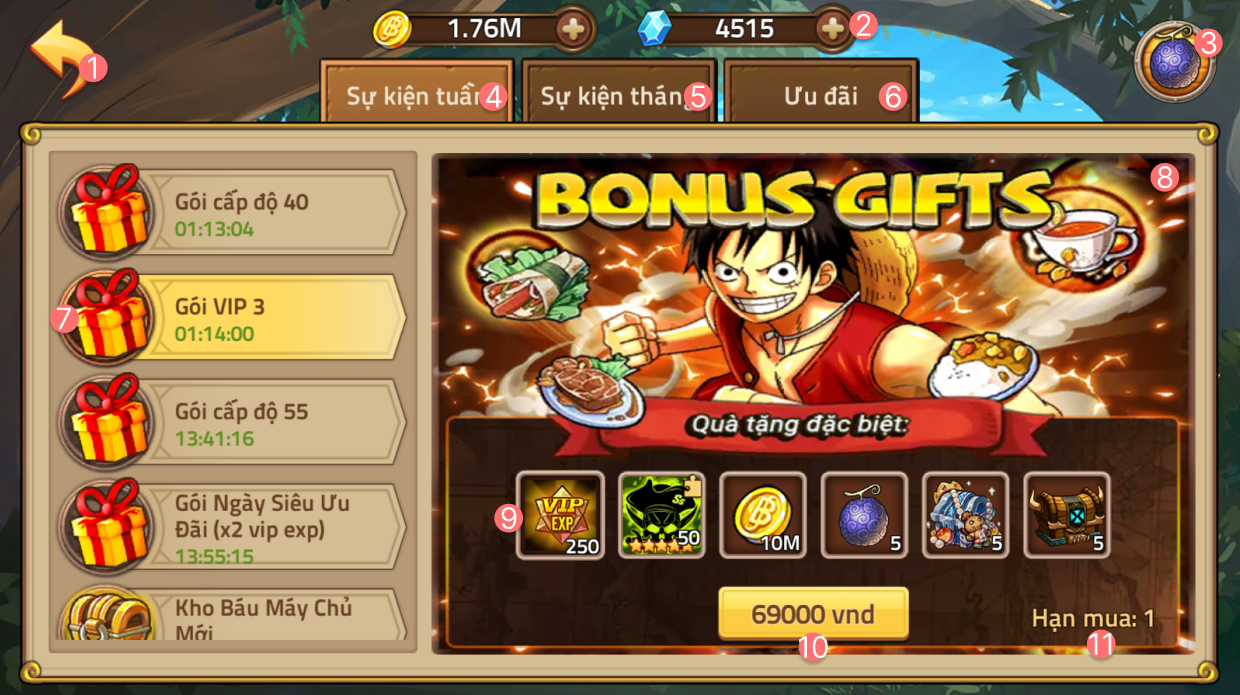 1.76M
4515
2
3
1
Sự kiện tuần 4
Sự kiện thán 5
Ưu đãi 6
Gói cấp độ 40
01:13:04
7
Gói VIP 3
01:14:00
Gói cấp độ 55
13:41:16
Gói Ngày Siêu Ưu
Đãi (x2 vip exp)
13:55:15
Kho Báu Máy Chủ
Mới
8
BONUS GIFTS
Quà tặng đặc biệt:
9
VIP
EXP
250
SS
50
10M
5
5
5
69000 vnd
10
Hạn mua: 1
11